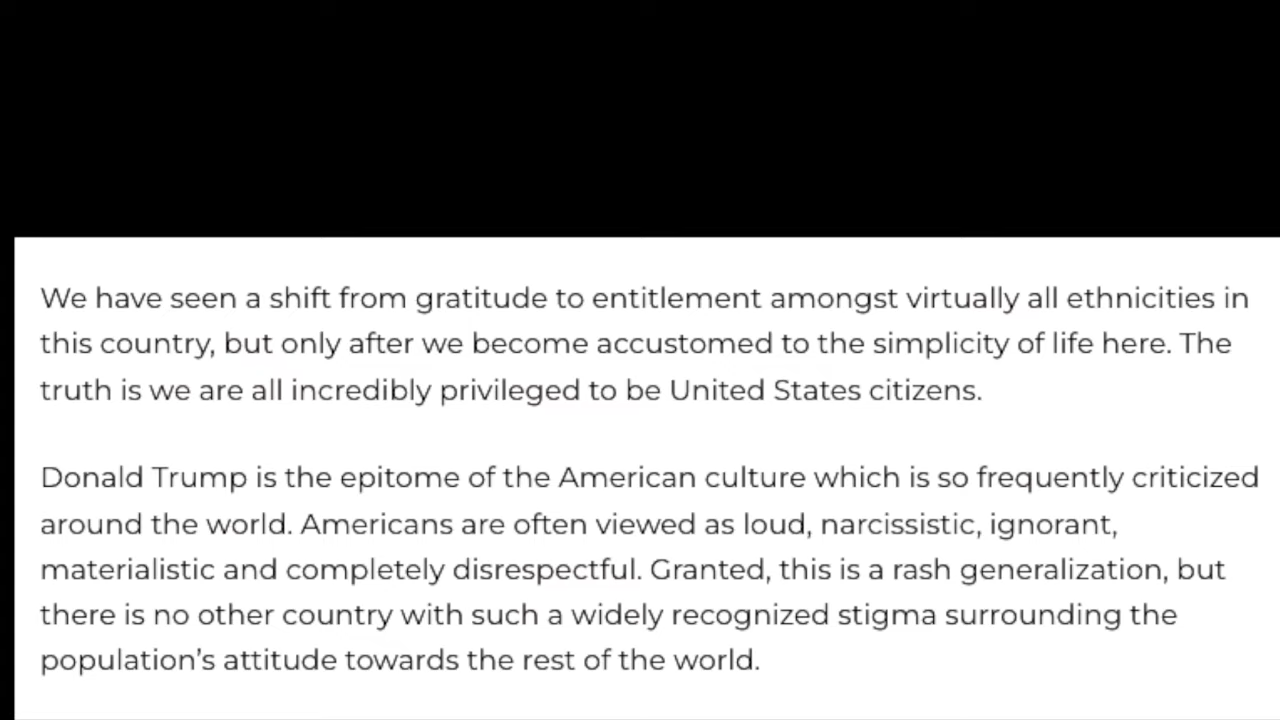 We have seen a shift from gratitude to entitlement amongst virtually all ethnicities in
this country, but only after we become accustomed to the simplicity of life here. The
truth is we are all incredibly privileged to be United States citizens.
Donald Trump is the epitome of the American culture which is so frequently criticized
around the world. Americans are often viewed as loud, narcissistic, ignorant,
materialistic and completely disrespectful. Granted, this is a rash generalization, but
there is no other country with such a widely recognized stigma surrounding the
population’s attitude towards the rest of the world.